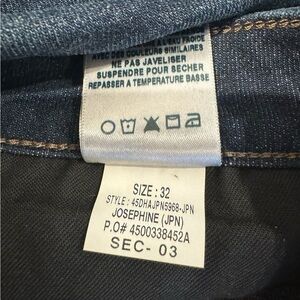 AVEC DES COULEURS SIMILAIRES
NE PAS JAVELISER
SUSPENDRE POUR SECHER
REPASSER A TEMPERATURE BASSE
SIZE : 32
STYLE : 45DHAJPN5968-JPN
JOSEPHINE (JPN)
P.O# 4500338452A
SEC- 03